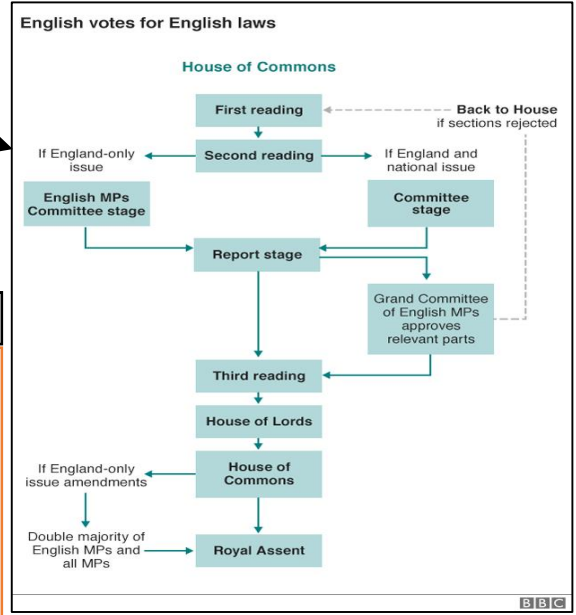 English votes for English laws
House of Commons
First reading
Back to House
if sections rejected
If England-only
issue
Second reading
If England and
national issue
English MPs
Committee stage
Committee
stage
Report stage
Grand Committee
of English MPs
approves
relevant parts
Third reading
House of Lords
If England-only
issue amendments
House of
Commons
Double majority of
English MPs and
all MPs
Royal Assent
BBC